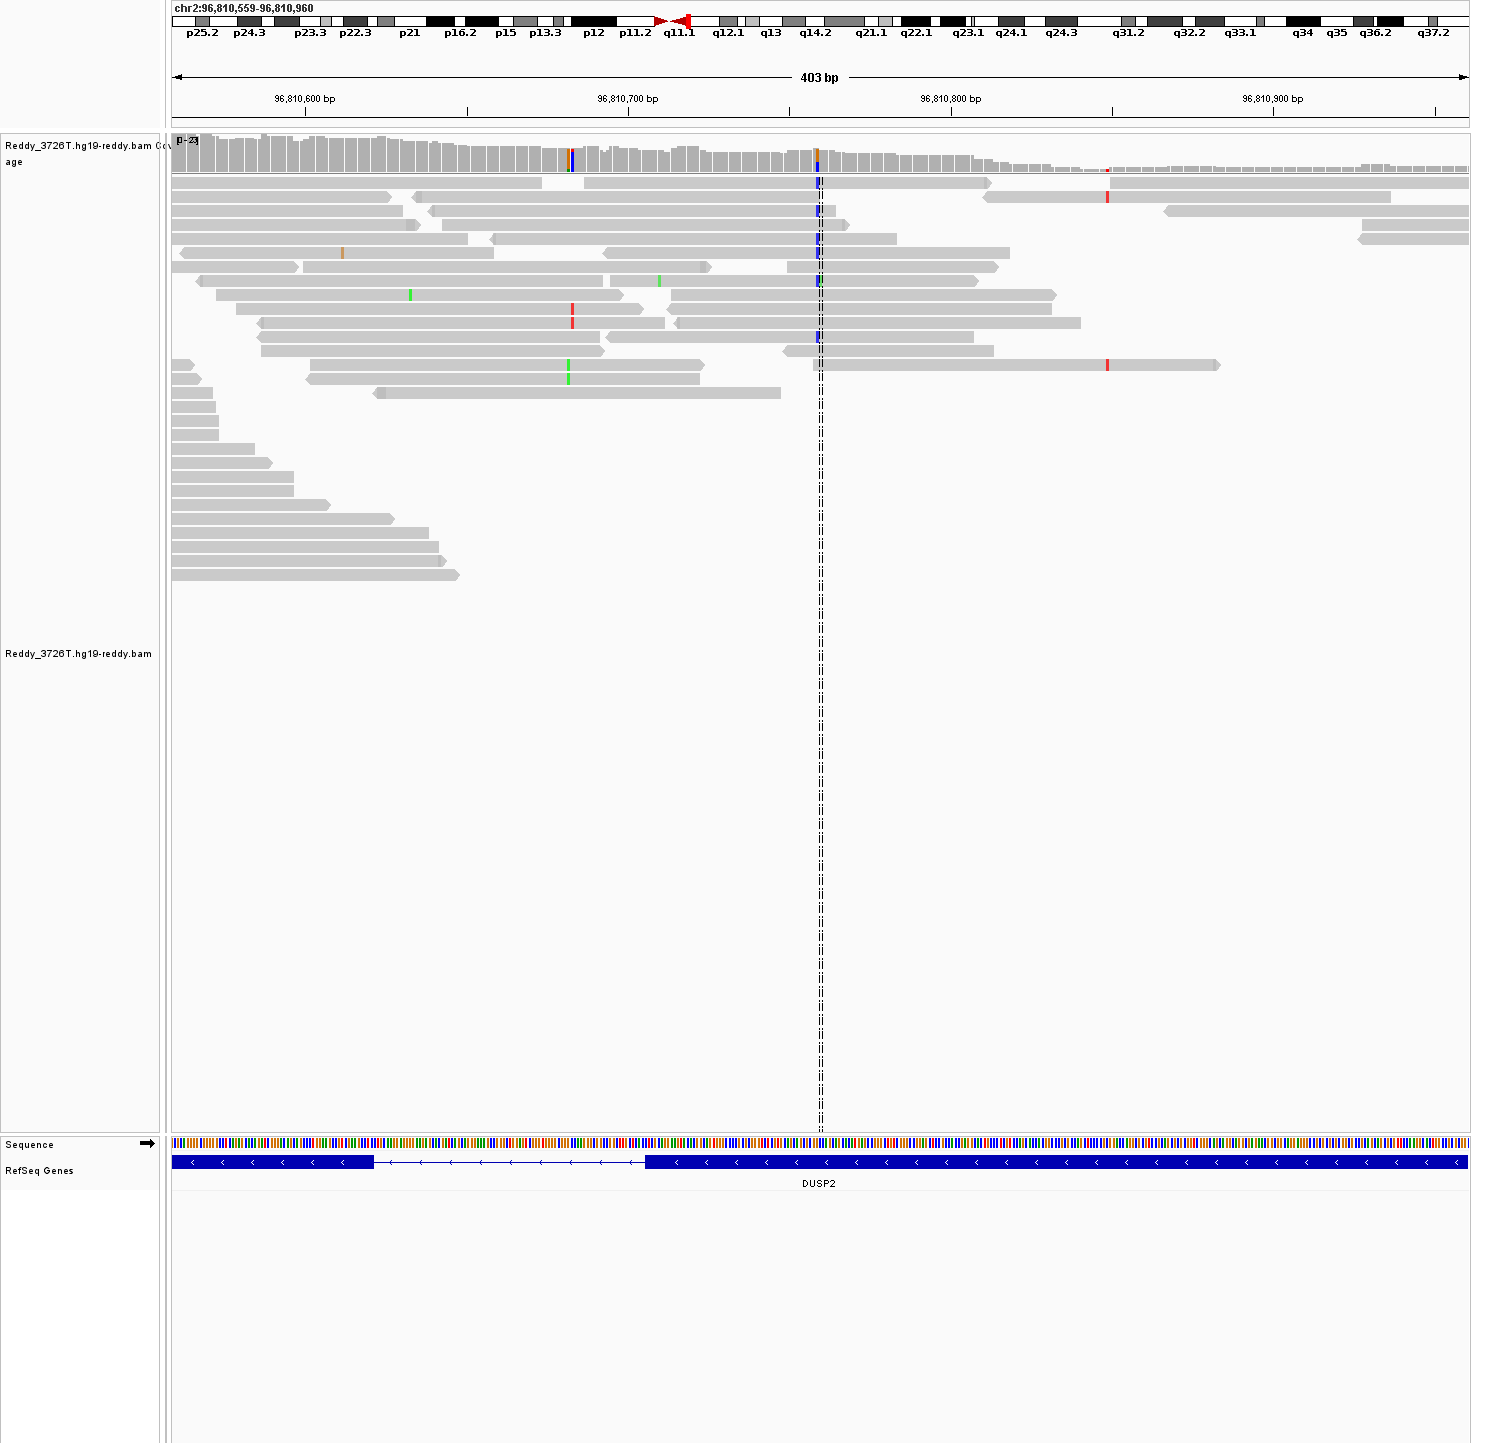 chr2:96,810,559-96,810,960
p25.2 p24.3 p23.3 p22.3 p21 p16.2 p15 p13.3 p12 p11.2 q11.1 q12.1 q13 q14.2 q21.1 q22.1 q23.1 q24.1 q24.3 q31.2 q32.2 q33.1 q34 q35 q36.2 q37.2
403 bp
96,810,600 bp 96,810,700 bp 96,810,800 bp 96,810,900 bp
Reddy_3726T.hg19-reddy.bam Cov
age
[0-23]
Reddy_3726T.hg19-reddy.bam
Sequence
RefSeq Genes
DUSP2